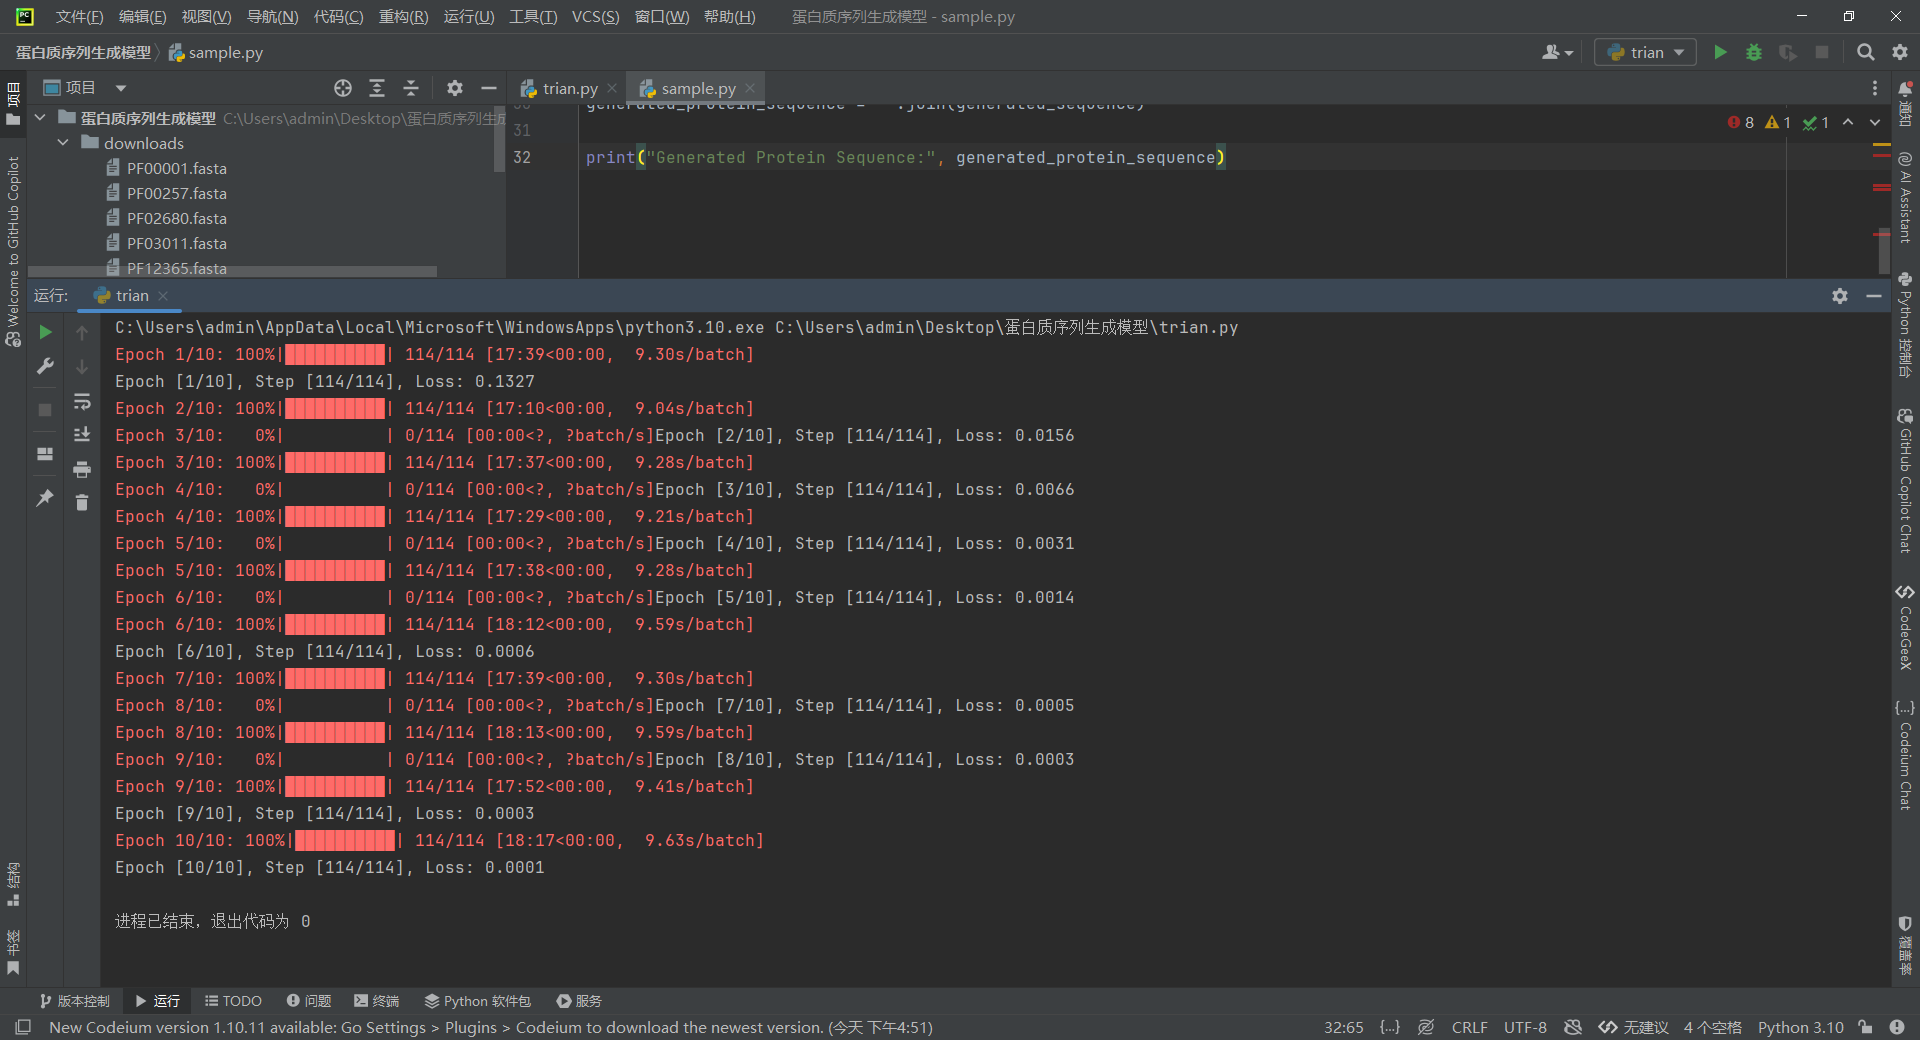 文件(F) 编辑(E) 视图(V) 导航(N) 代码(C) 重构(R) 运行(U) 工具(T) VCS(S) 窗口(W) 帮助(H) 蛋白质序列生成模型 - sample.py
蛋白质序列生成模型 sample.py
trian
项目
trian.py
sample.py
蛋白质序列生成模型 C:\Users\admin\Desktop\蛋白质序列生成
downloads
PF00001.fasta
PF00257.fasta
PF02680.fasta
PF03011.fasta
PF12365.fasta
generated_protein_sequence = .join(generated_sequence)
31
32 print("Generated Protein Sequence:", generated_protein_sequence)
8 1 1
运行: trian
C:\Users\admin\AppData\Local\Microsoft\WindowsApps\python3.10.exe C:\Users\admin\Desktop\蛋白质序列生成模型\trian.py
Epoch 1/10: 100%|██████████| 114/114 [17:39<00:00,  9.30s/batch]
Epoch [1/10], Step [114/114], Loss: 0.1327
Epoch 2/10: 100%|██████████| 114/114 [17:10<00:00,  9.04s/batch]
Epoch 3/10:   0%|          | 0/114 [00:00<?, ?batch/s]Epoch [2/10], Step [114/114], Loss: 0.0156
Epoch 3/10: 100%|██████████| 114/114 [17:37<00:00,  9.28s/batch]
Epoch 4/10:   0%|          | 0/114 [00:00<?, ?batch/s]Epoch [3/10], Step [114/114], Loss: 0.0066
Epoch 4/10: 100%|██████████| 114/114 [17:29<00:00,  9.21s/batch]
Epoch 5/10:   0%|          | 0/114 [00:00<?, ?batch/s]Epoch [4/10], Step [114/114], Loss: 0.0031
Epoch 5/10: 100%|██████████| 114/114 [17:38<00:00,  9.28s/batch]
Epoch 6/10:   0%|          | 0/114 [00:00<?, ?batch/s]Epoch [5/10], Step [114/114], Loss: 0.0014
Epoch 6/10: 100%|██████████| 114/114 [18:12<00:00,  9.59s/batch]
Epoch [6/10], Step [114/114], Loss: 0.0006
Epoch 7/10: 100%|██████████| 114/114 [17:39<00:00,  9.30s/batch]
Epoch 8/10:   0%|          | 0/114 [00:00<?, ?batch/s]Epoch [7/10], Step [114/114], Loss: 0.0005
Epoch 8/10: 100%|██████████| 114/114 [18:13<00:00,  9.59s/batch]
Epoch 9/10:   0%|          | 0/114 [00:00<?, ?batch/s]Epoch [8/10], Step [114/114], Loss: 0.0003
Epoch 9/10: 100%|██████████| 114/114 [17:52<00:00,  9.41s/batch]
Epoch [9/10], Step [114/114], Loss: 0.0003
Epoch 10/10: 100%|██████████| 114/114 [18:17<00:00,  9.63s/batch]
Epoch [10/10], Step [114/114], Loss: 0.0001
进程已结束，退出代码为 0
项目
Welcome to GitHub Copilot
结构
书签
通知
AI Assistant
Python 控制台
GitHub Copilot Chat
CodeGeeX
{...} Codeium Chat
覆盖率
版本控制 运行 TODO 问题 终端 Python 软件包 服务
New Codeium version 1.10.11 available: Go Settings > Plugins > Codeium to download the newest version. (今天 下午4:51) 32:65 {...} CRLF UTF-8 无建议 4 个空格 Python 3.10